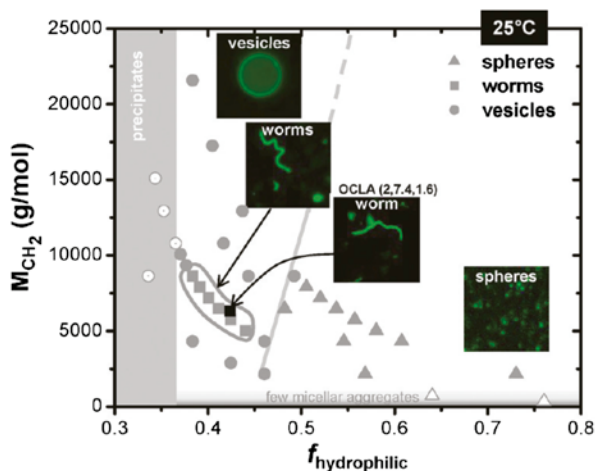 25°C
spheres
worms
vesicles
vesicles
worms
OCLA (2,7.4,1.6)
worm
spheres
precipitates
few micellar aggregates
M_CH₂ (g/mol)
25000
20000
15000
10000
5000
0
0.3 0.4 0.5 0.6 0.7 0.8
f_hydrophilic